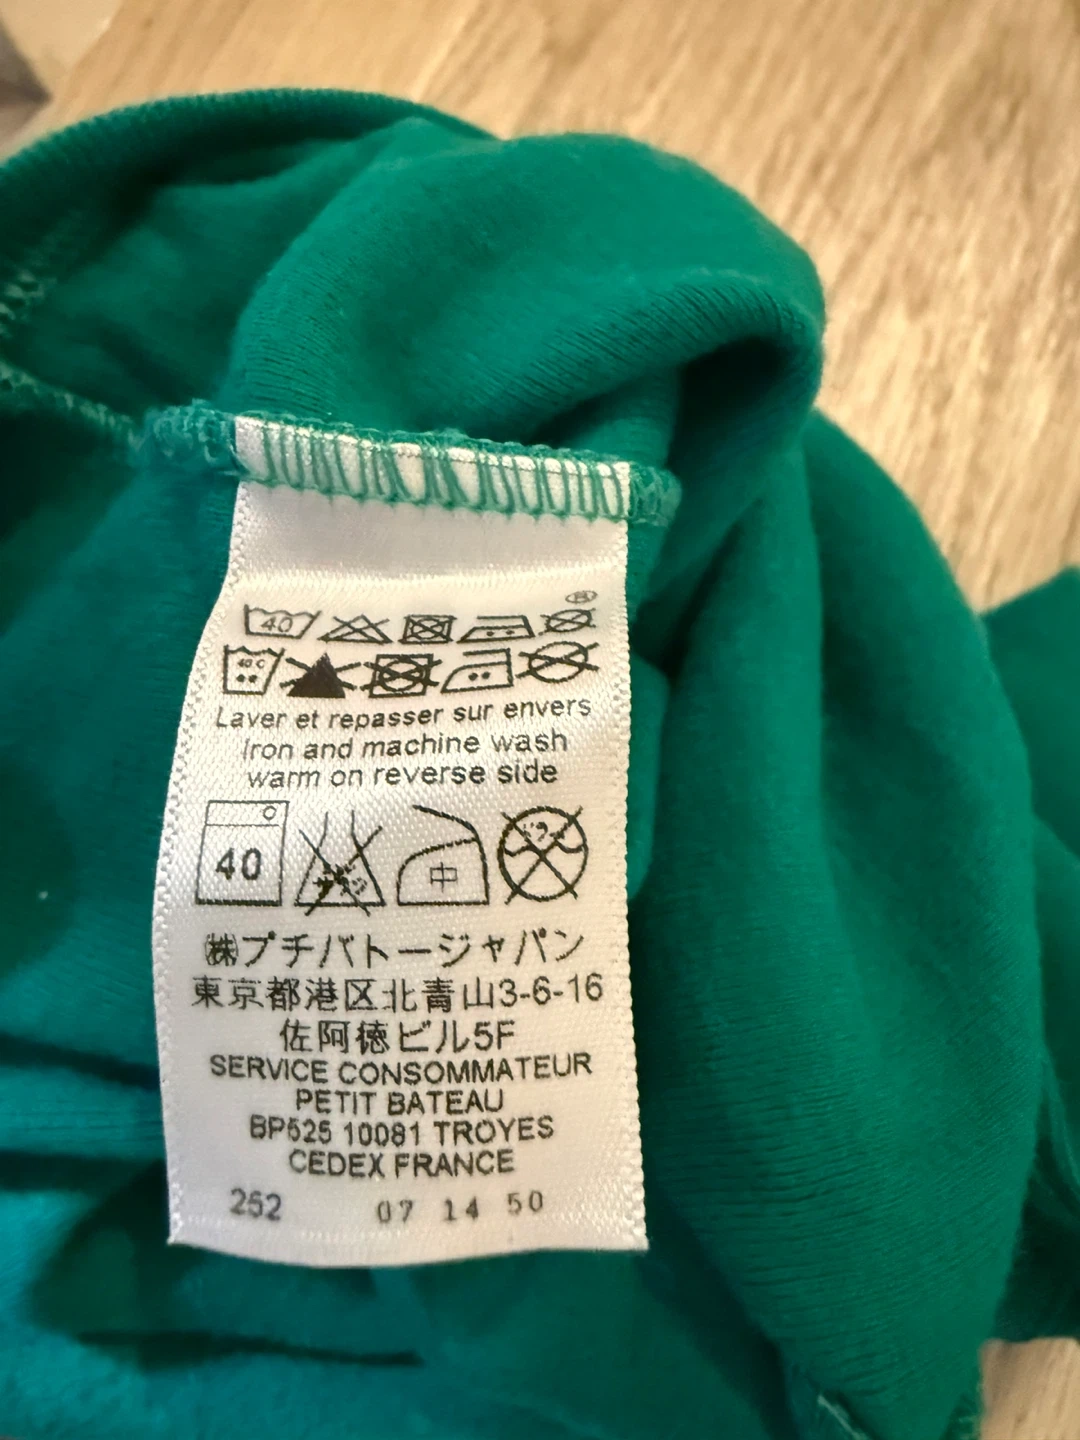 40
40 C
Laver et repasser sur envers
Iron and machine wash
warm on reverse side
40 中
㈱プチバトージャパン
東京都港区北青山3-6-16
佐阿徳ビル5F
SERVICE CONSOMMATEUR
PETIT BATEAU
BP525 10081 TROYES
CEDEX FRANCE
252 07 14 50